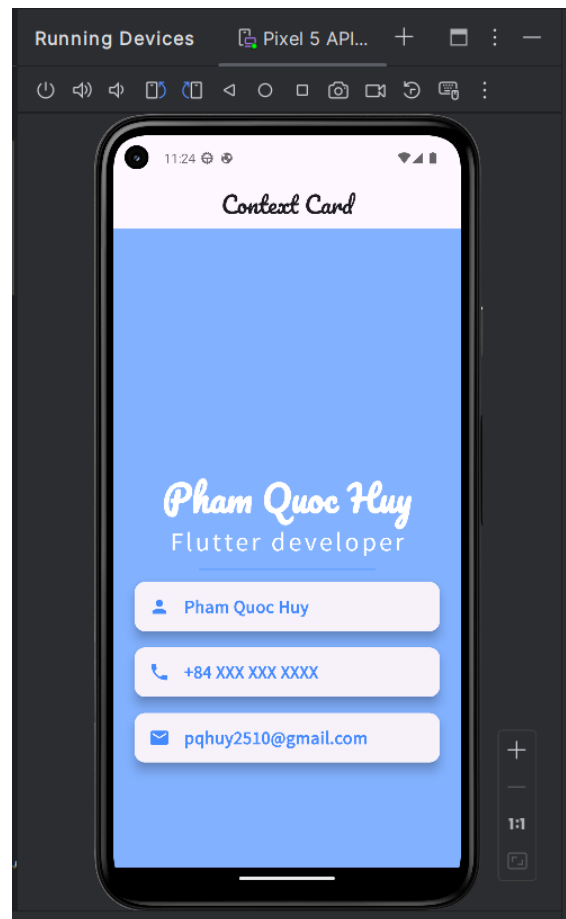 Running Devices
Pixel 5 API...
11:24
Context Card
Pham Quoc Huy
Flutter developer
Pham Quoc Huy
+84 XXX XXX XXXX
pqhuy2510@gmail.com
1:1